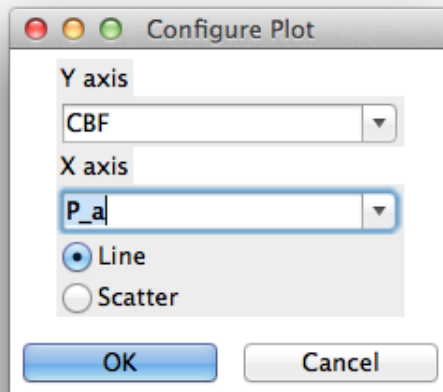 Configure Plot
Y axis
CBF
X axis
P_a
Line
Scatter
OK
Cancel